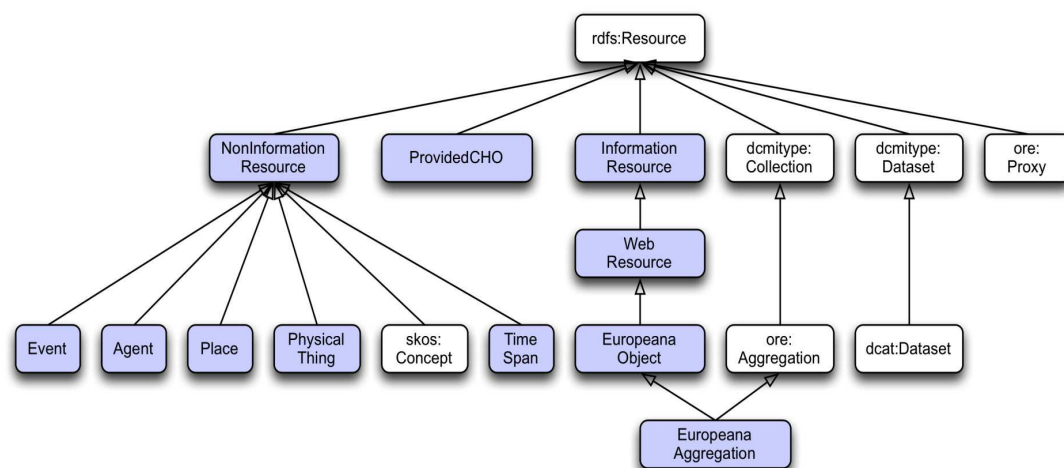 rdfs:Resource
NonInformation
Resource
ProvidedCHO
Information
Resource
dcmitype:
Collection
dcmitype:
Dataset
ore:
Proxy
Web
Resource
Event
Agent
Place
Physical
Thing
skos:
Concept
Time
Span
Europeana
Object
ore:
Aggregation
dcat:Dataset
Europeana
Aggregation